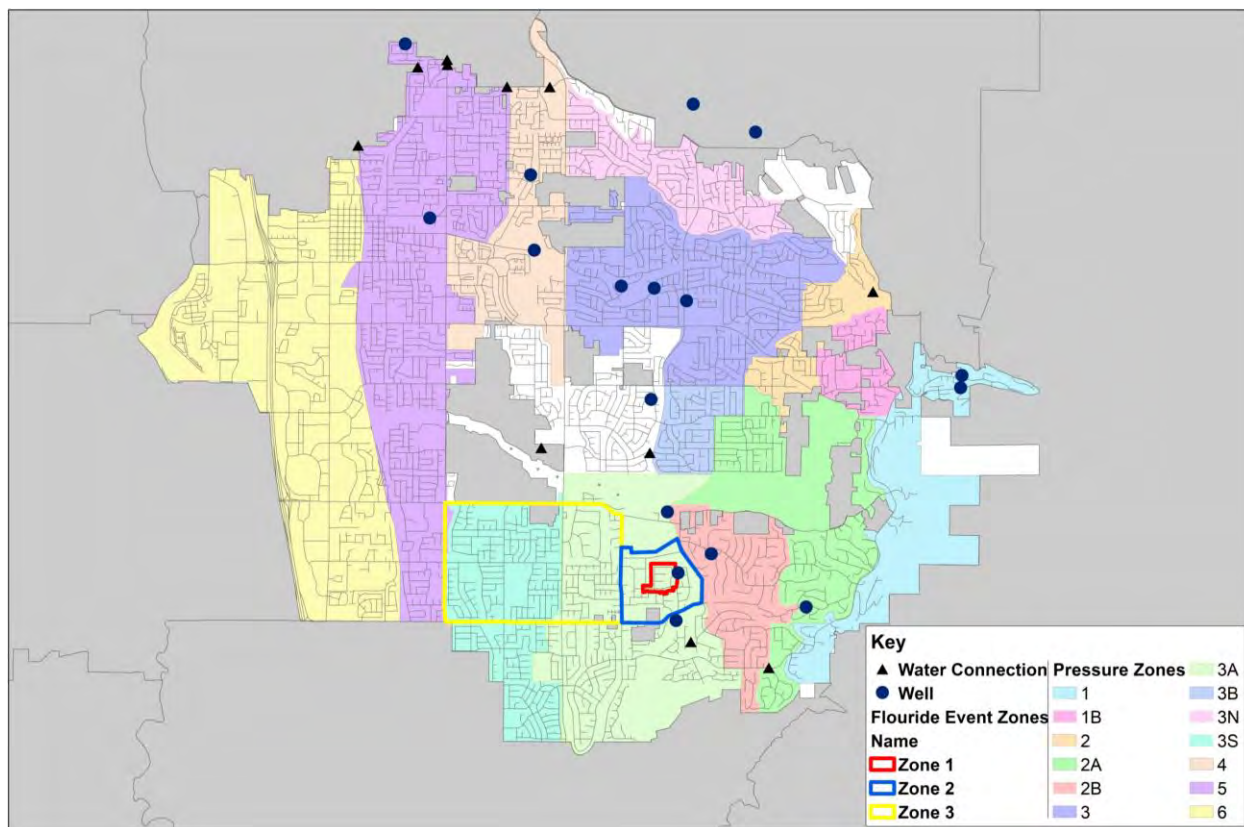 Key
Water Connection
Well
Flouride Event Zones
Name
Zone 1
Zone 2
Zone 3
Pressure Zones
1
1B
2
2A
2B
3
3A
3B
3N
3S
4
5
6